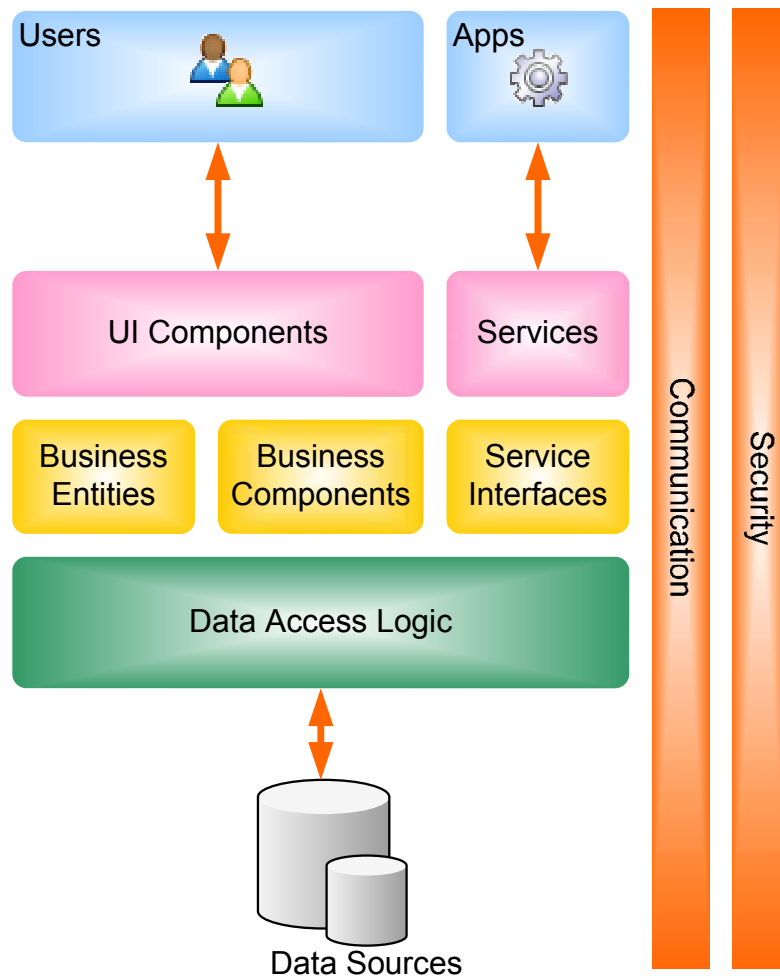 Users
Apps
UI Components
Services
Business
Entities
Business
Components
Service
Interfaces
Data Access Logic
Data Sources
Communication
Security